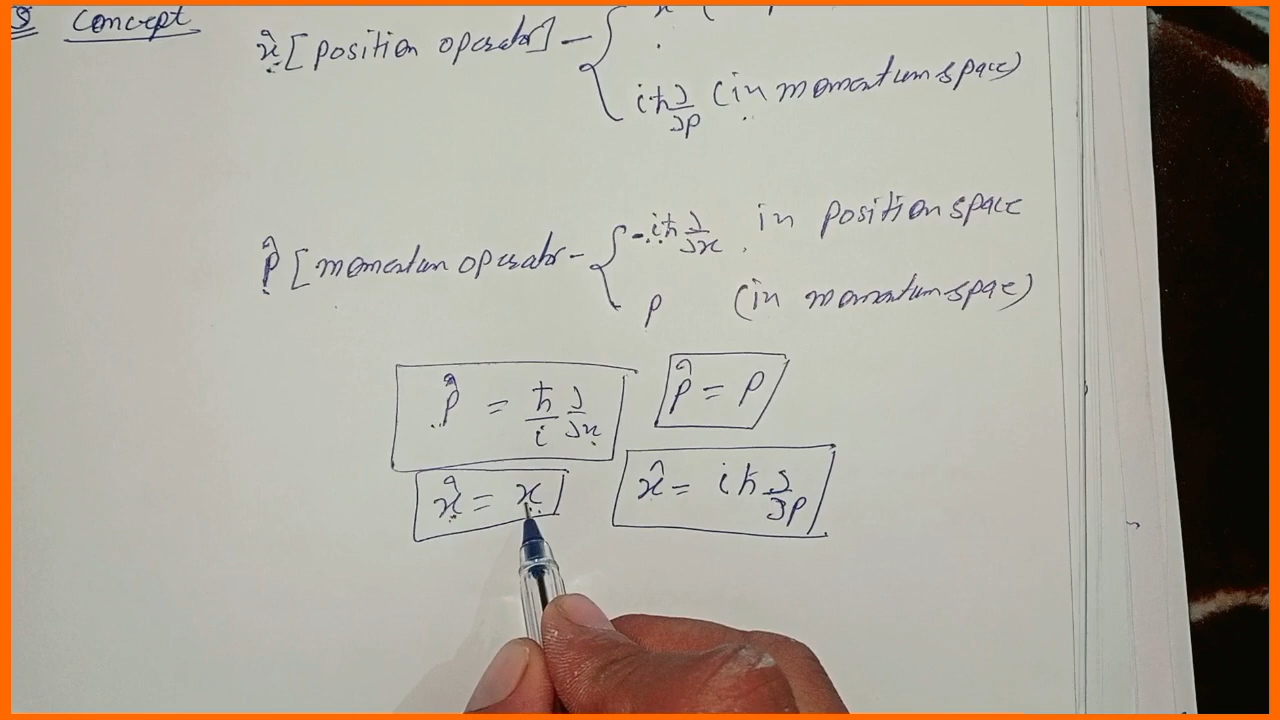 Concept
x̂ [position operator] – { x (
iħ ∂/∂p (in momentum space)
-iħ ∂/∂x in position space
p̂ [momentum operator – {
p (in momentum space)
p̂ = ħ/i ∂/∂x p̂ = p
x̂ = x x̂ = iħ ∂/∂p